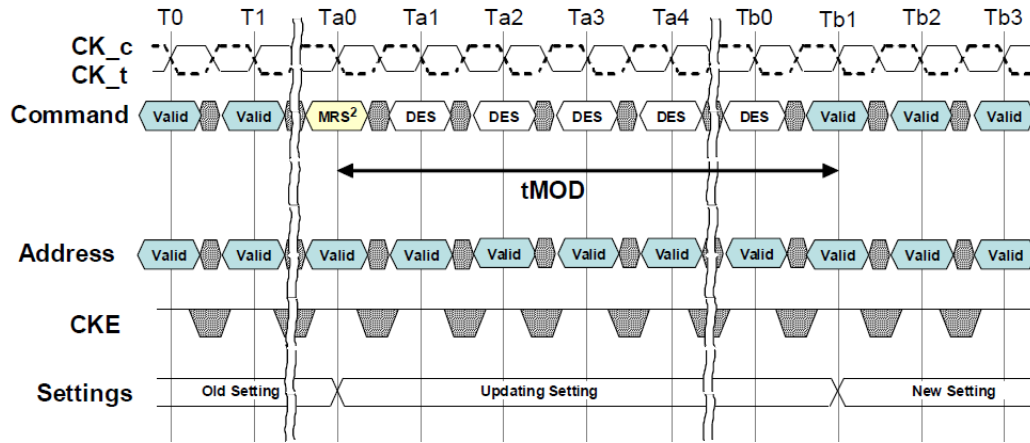 T0 T1 Ta0 Ta1 Ta2 Ta3 Ta4 Tb0 Tb1 Tb2 Tb3
CK_c
CK_t
Command Valid Valid MRS² DES DES DES DES DES Valid Valid Valid
tMOD
Address Valid Valid Valid Valid Valid Valid Valid Valid Valid Valid Valid
CKE
Settings Old Setting Updating Setting New Setting